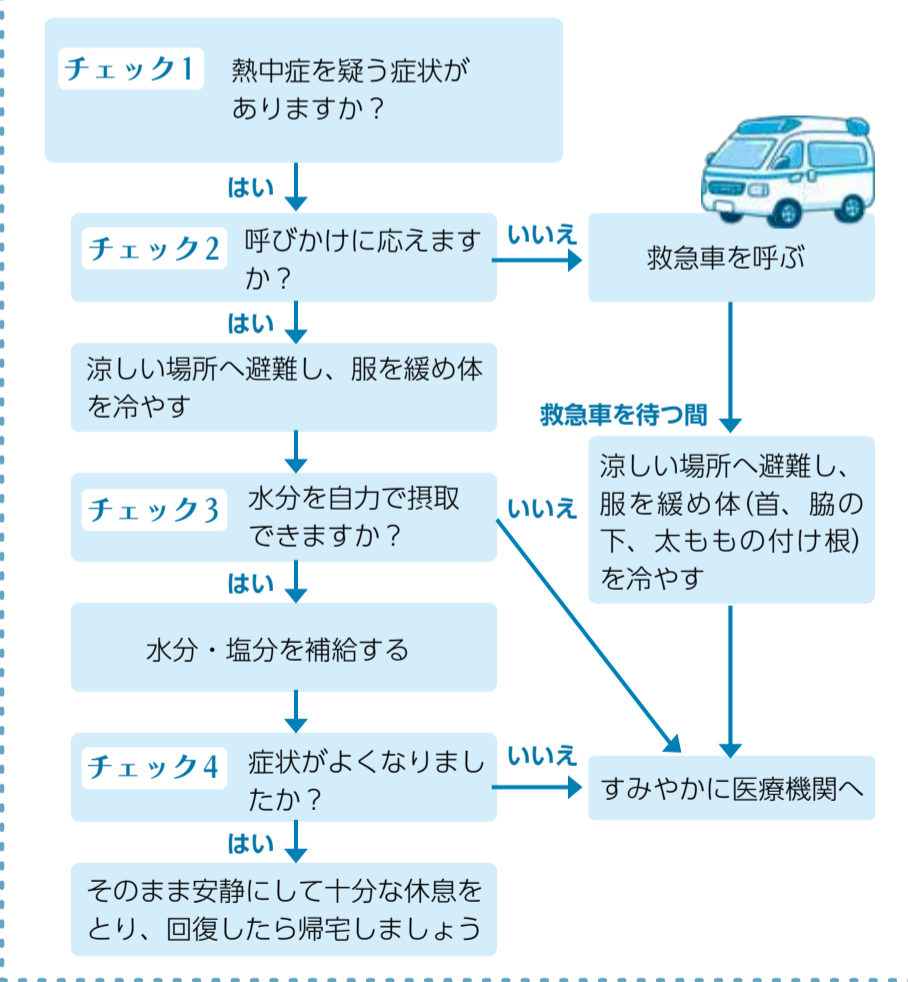 チェック1
熱中症を疑う症状が
ありますか？
はい
チェック2
呼びかけに応えます
か？
いいえ
救急車を呼ぶ
はい
涼しい場所へ避難し、服を緩め体
を冷やす
救急車を待つ間
涼しい場所へ避難し、
服を緩め体(首、脇の
下、太ももの付け根)
を冷やす
チェック3
水分を自力で摂取
できますか？
いいえ
はい
水分・塩分を補給する
チェック4
症状がよくなりまし
たか？
いいえ
すみやかに医療機関へ
はい
そのまま安静にして十分な休息を
とり、回復したら帰宅しましょう